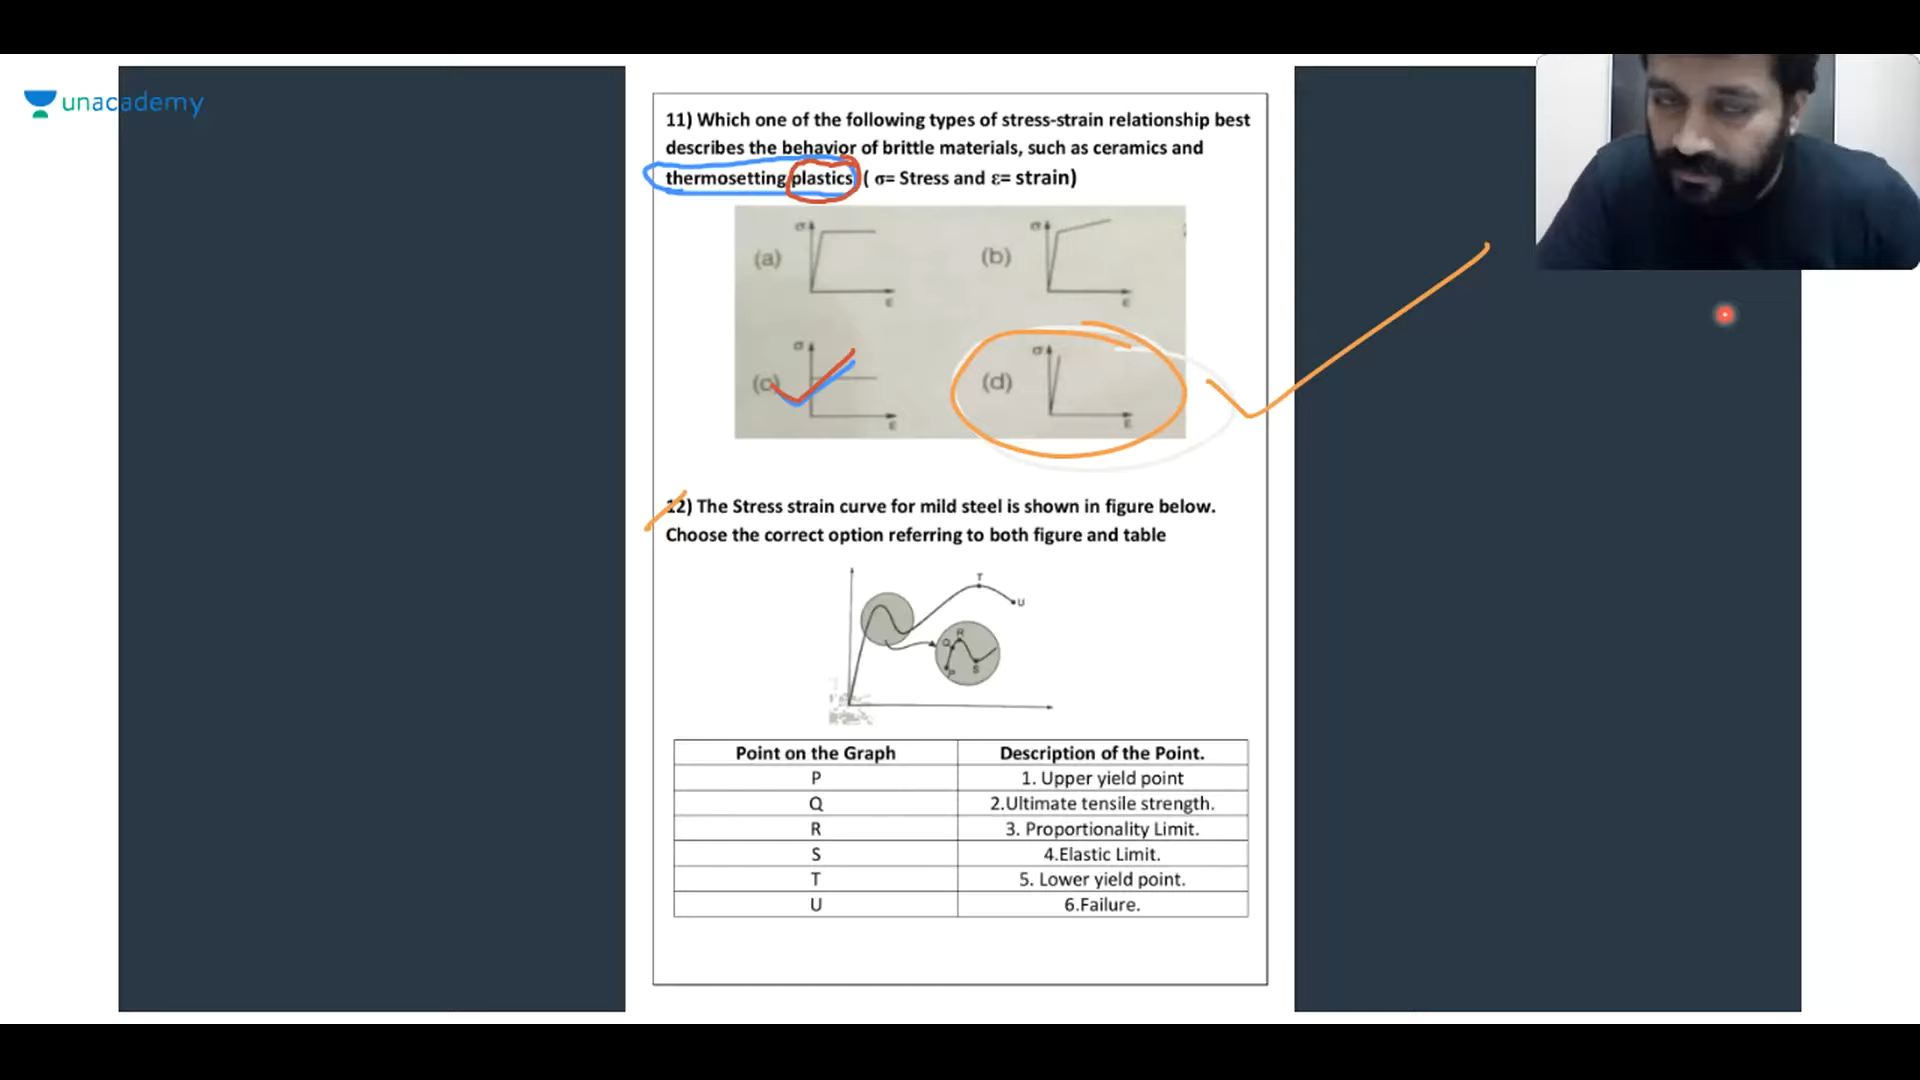 unacademy
11) Which one of the following types of stress-strain relationship best
describes the behavior of brittle materials, such as ceramics and
thermosetting plastics ( σ= Stress and ε= strain)
σ
(a)
ε
σ
(b)
ε
σ
(c)
ε
σ
(d)
ε
12) The Stress strain curve for mild steel is shown in figure below.
Choose the correct option referring to both figure and table
T
U
Q
R
P
S
Point on the Graph Description of the Point.
P 1. Upper yield point
Q 2.Ultimate tensile strength.
R 3. Proportionality Limit.
S 4.Elastic Limit.
T 5. Lower yield point.
U 6.Failure.